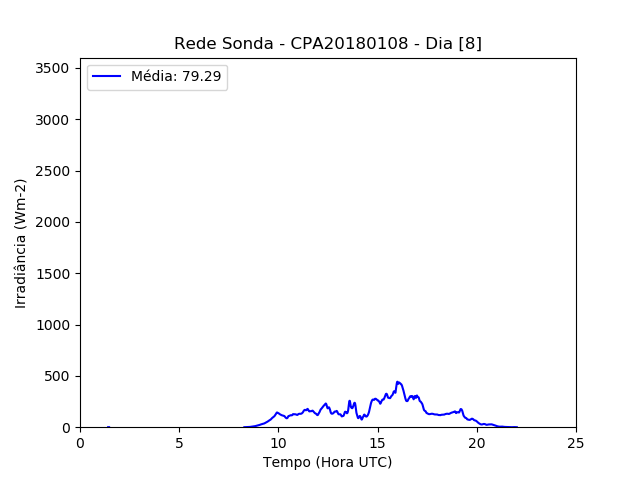 Rede Sonda - CPA20180108 - Dia [8]
Média: 79.29
3500
3000
2500
2000
1500
1000
500
0
Irradiância (Wm-2)
0 5 10 15 20 25
Tempo (Hora UTC)